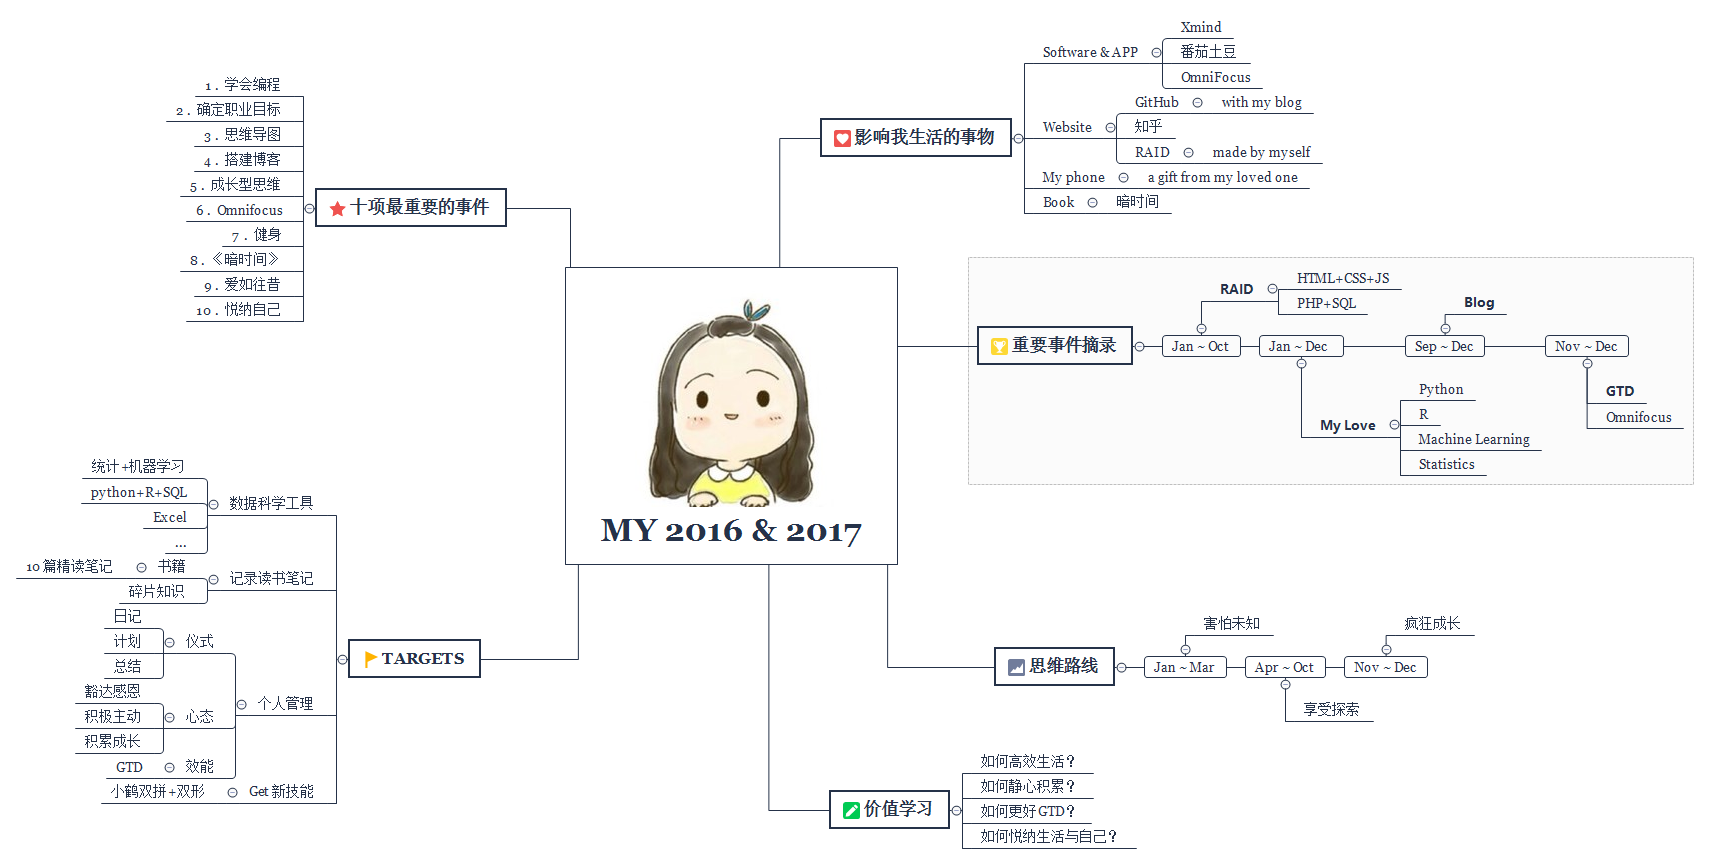 MY 2016 & 2017
影响我生活的事物
Software & APP
Xmind
番茄土豆
OmniFocus
Website
GitHub
with my blog
知乎
RAID
made by myself
My phone
a gift from my loved one
Book
暗时间
重要事件摘录
Jan ~ Oct
RAID
HTML+CSS+JS
PHP+SQL
Jan ~ Dec
My Love
Python
R
Machine Learning
Statistics
Sep ~ Dec
Blog
Nov ~ Dec
GTD
Omnifocus
思维路线
Jan ~ Mar
害怕未知
Apr ~ Oct
享受探索
Nov ~ Dec
疯狂成长
价值学习
如何高效生活?
如何静心积累?
如何更好 GTD?
如何悦纳生活与自己?
TARGETS
数据科学工具
统计+机器学习
python+R+SQL
Excel
...
记录读书笔记
书籍
10 篇精读笔记
碎片知识
个人管理
仪式
日记
计划
总结
心态
豁达感恩
积极主动
积累成长
效能
GTD
Get 新技能
小鹤双拼+双形
十项最重要的事件
1. 学会编程
2. 确定职业目标
3. 思维导图
4. 搭建博客
5. 成长型思维
6. Omnifocus
7. 健身
8. 《暗时间》
9. 爱如往昔
10. 悦纳自己